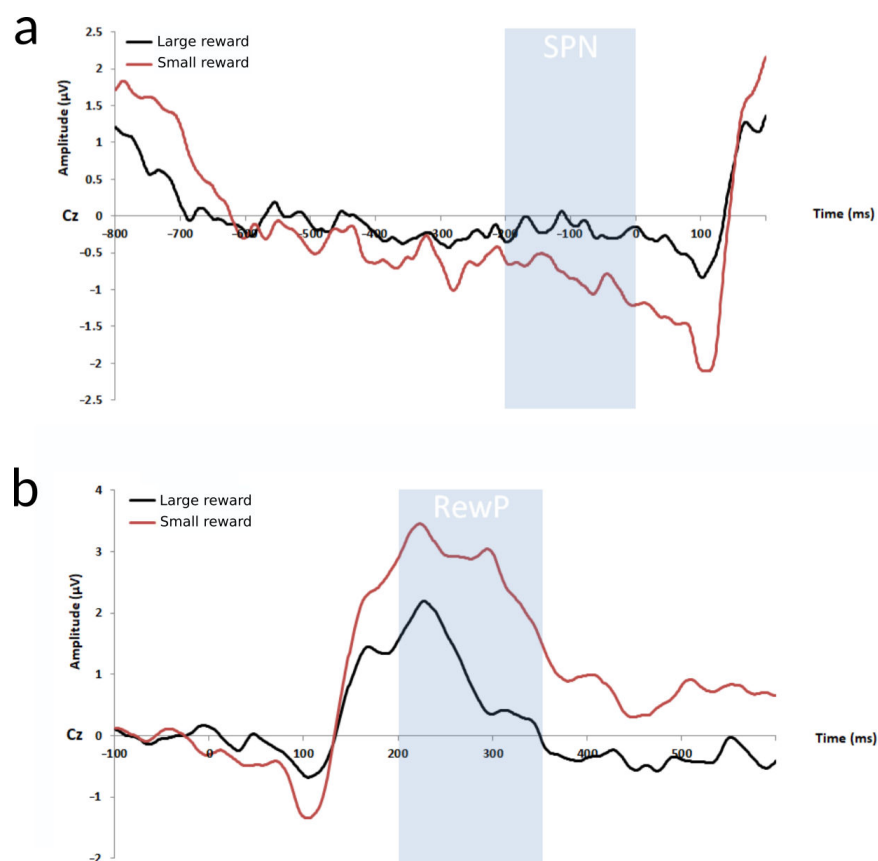 a
2.5
Large reward
SPN
2
Small reward
1.5
Amplitude (µV)
1
0.5
Cz
0
Time (ms)
-800
-700
-600
-500
-400
-300
-200
-100
0
100
-0.5
-1
-1.5
-2
-2.5
b
4
Large reward
RewP
Small reward
3
Amplitude (µV)
2
1
Cz
0
Time (ms)
-100
0
100
200
300
400
500
-1
-2